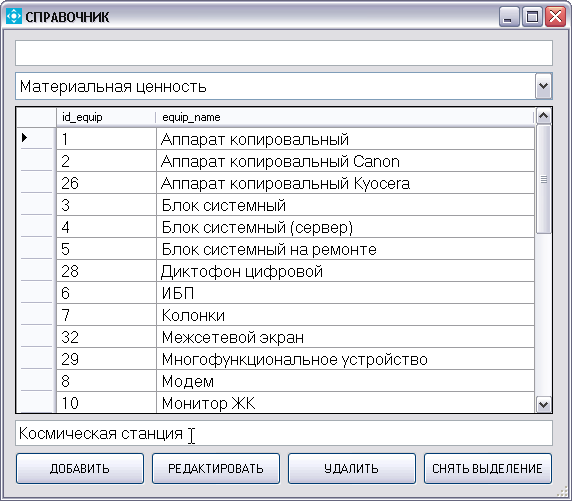 СПРАВОЧНИК
Материальная ценность
id_equip equip_name
1 Аппарат копировальный
2 Аппарат копировальный Canon
26 Аппарат копировальный Kyocera
3 Блок системный
4 Блок системный (сервер)
5 Блок системный на ремонте
28 Диктофон цифровой
6 ИБП
7 Колонки
32 Межсетевой экран
29 Многофункциональное устройство
8 Модем
10 Монитор ЖК
Космическая станция
ДОБАВИТЬ РЕДАКТИРОВАТЬ УДАЛИТЬ СНЯТЬ ВЫДЕЛЕНИЕ